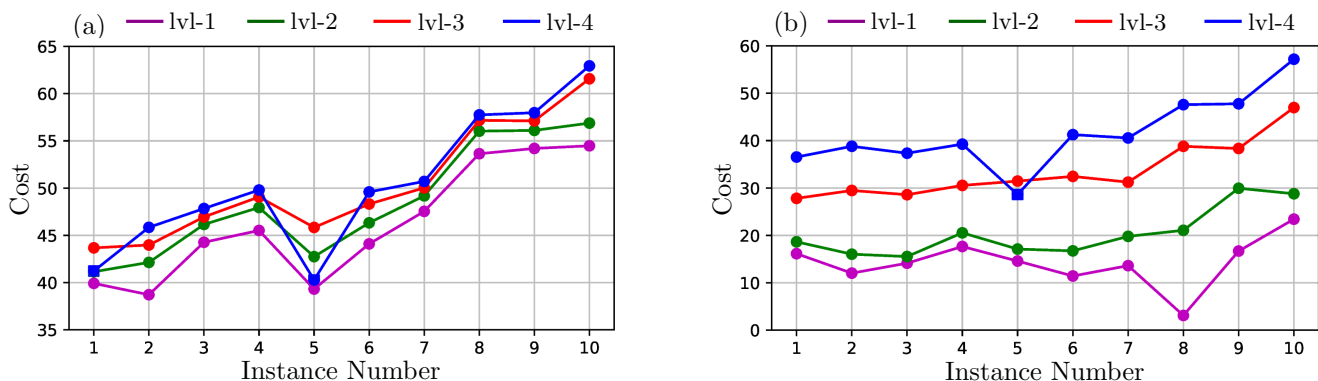 (a) lvl-1 lvl-2 lvl-3 lvl-4
65
60
55
50
45
40
35
Cost
1 2 3 4 5 6 7 8 9 10
Instance Number
(b) lvl-1 lvl-2 lvl-3 lvl-4
60
50
40
30
20
10
0
Cost
1 2 3 4 5 6 7 8 9 10
Instance Number